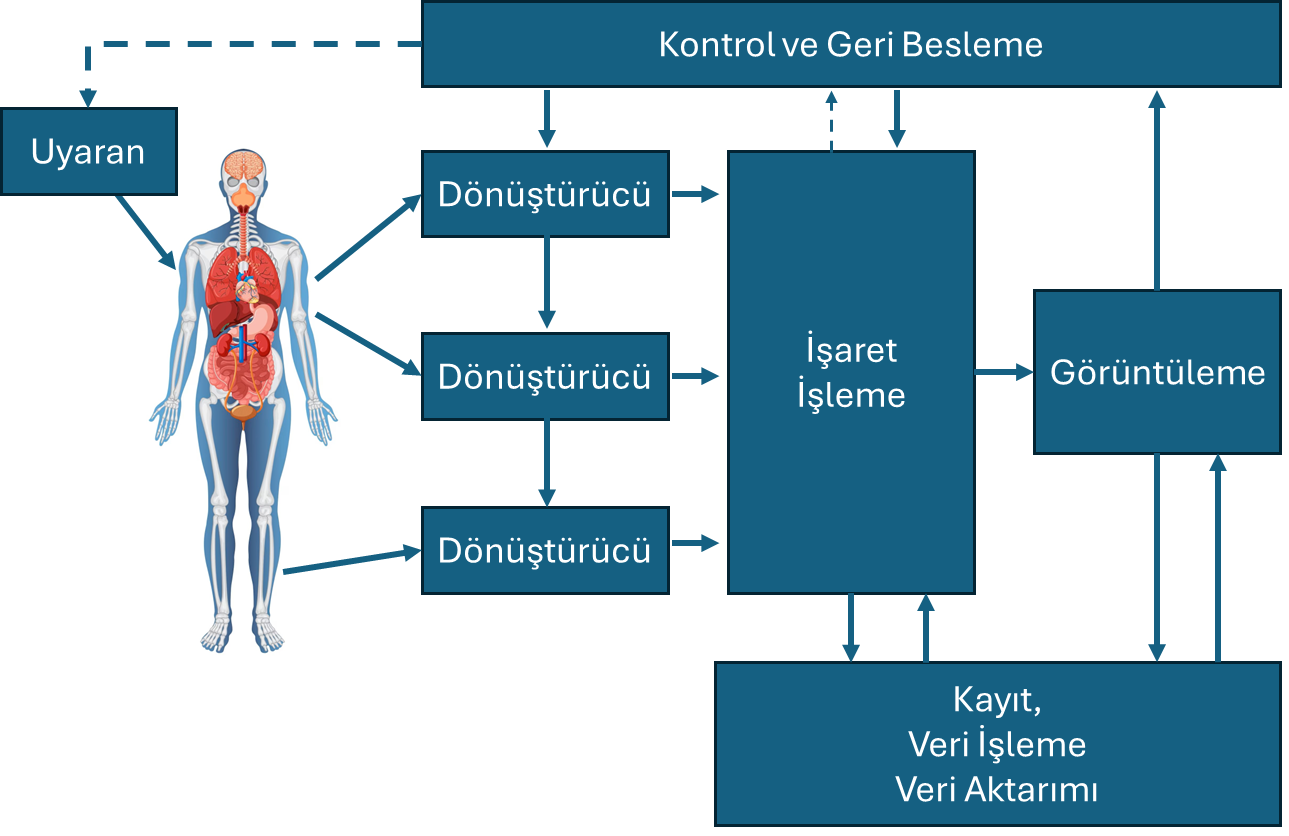 Kontrol ve Geri Besleme
Uyaran
Dönüştürücü
Dönüştürücü
Dönüştürücü
İşaret
İşleme
Görüntüleme
Kayıt,
Veri İşleme
Veri Aktarımı